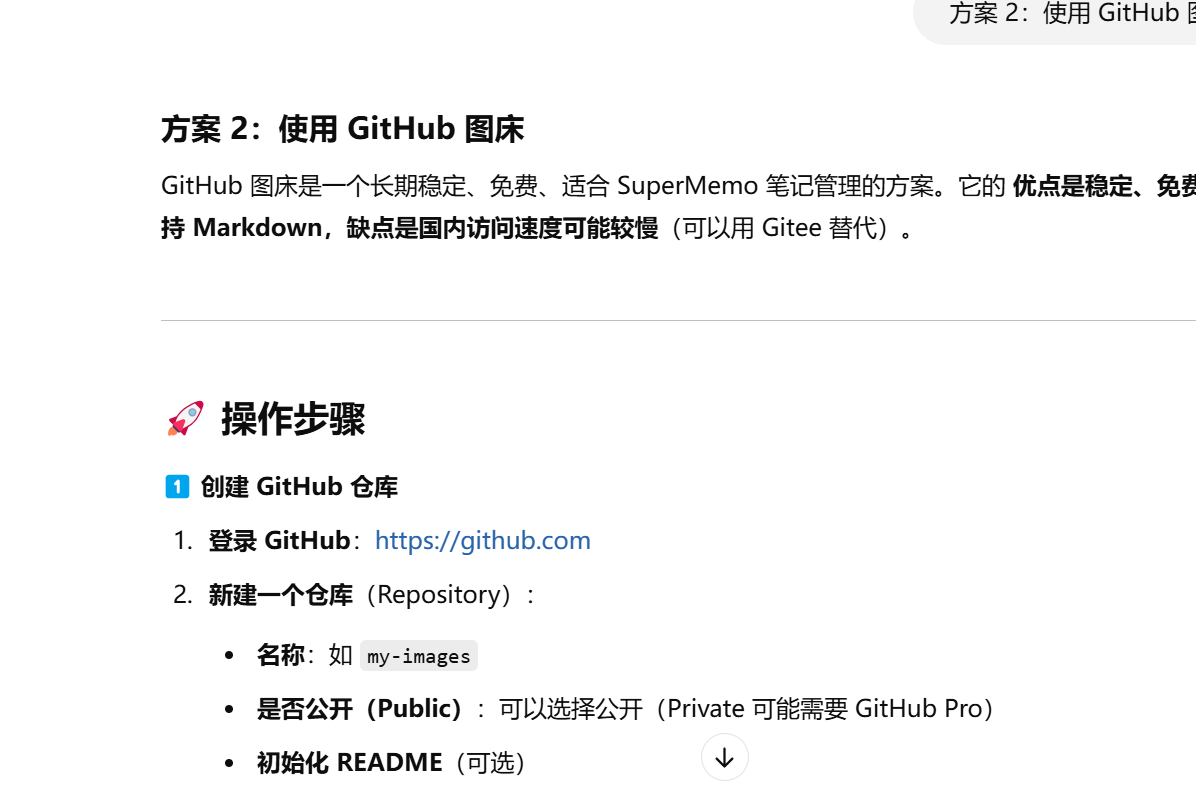 方案 2：使用 GitHub
方案 2：使用 GitHub 图床
GitHub 图床是一个长期稳定、免费、适合 SuperMemo 笔记管理的方案。它的 优点是稳定、免费
持 Markdown，缺点是国内访问速度可能较慢（可以用 Gitee 替代）。
🚀 操作步骤
1️⃣ 创建 GitHub 仓库
1. 登录 GitHub：https://github.com
2. 新建一个仓库（Repository）：
• 名称：如 my-images
• 是否公开（Public）：可以选择公开（Private 可能需要 GitHub Pro）
• 初始化 README（可选）